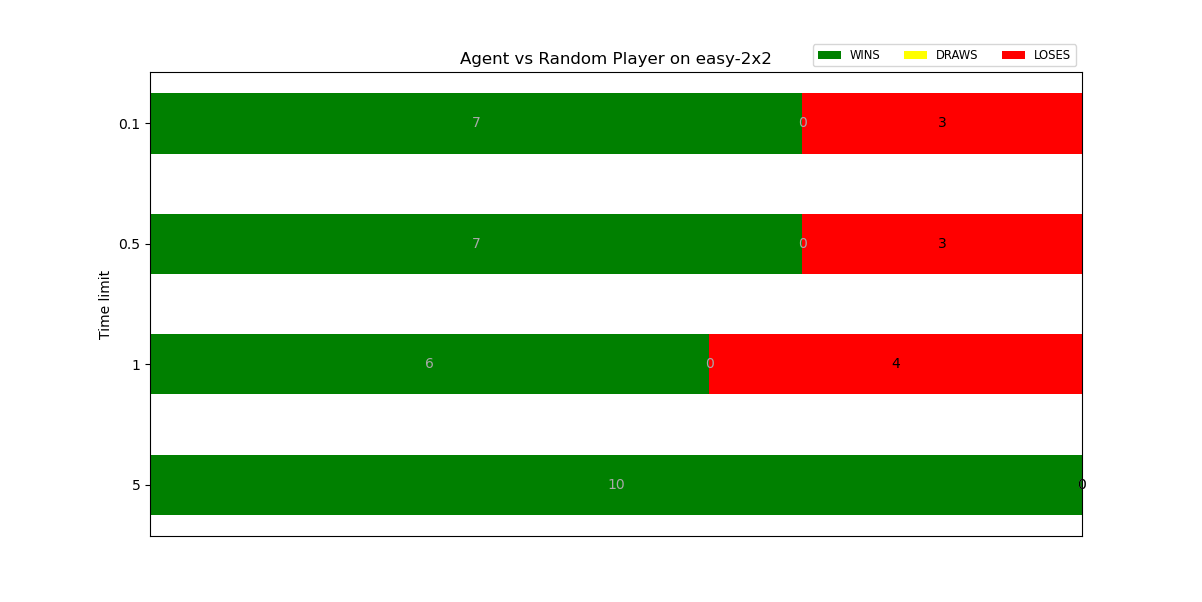 Agent vs Random Player on easy-2x2
WINS DRAWS LOSES
0.1 7 0 3
0.5 7 0 3
Time limit
1 6 0 4
5 10 0